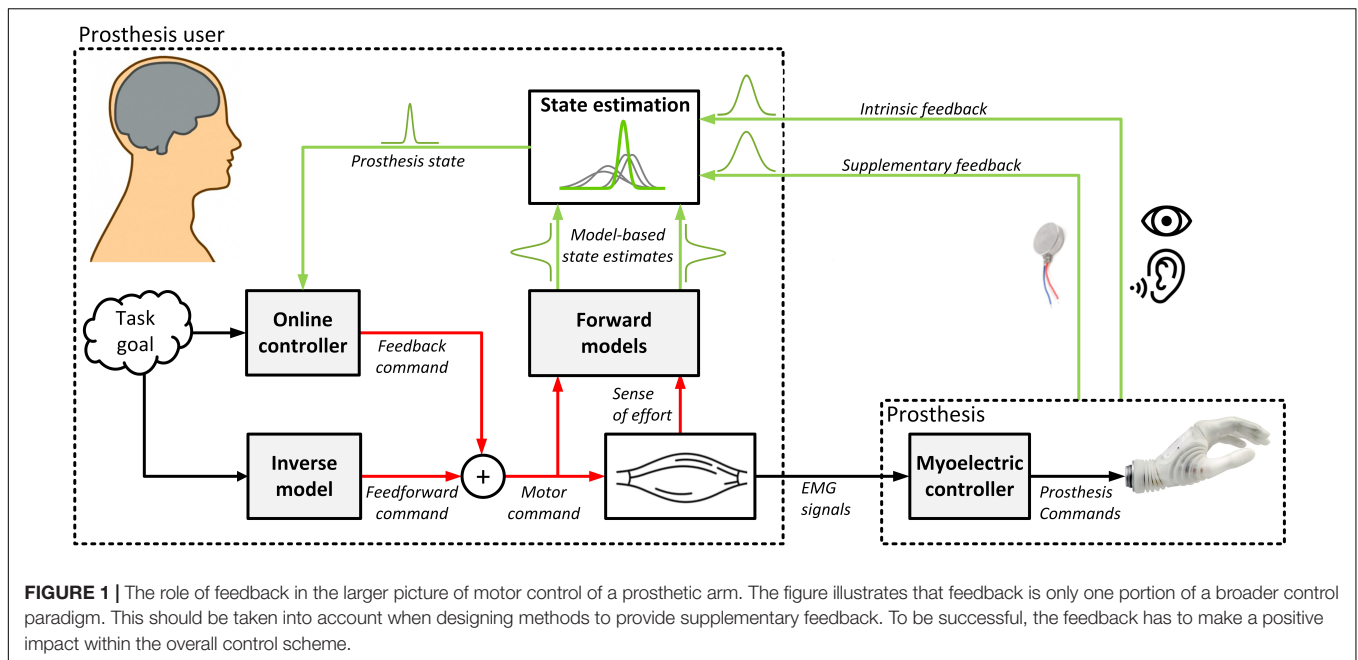 Prosthesis user
State estimation
Intrinsic feedback
Supplementary feedback
Prosthesis state
Model-based
state estimates
Task
goal
Online
controller
Feedback
command
Forward
models
Sense
of effort
Prosthesis
Inverse
model
Feedforward
command
+
Motor
command
EMG
signals
Myoelectric
controller
Prosthesis
Commands
FIGURE 1 | The role of feedback in the larger picture of motor control of a prosthetic arm. The figure illustrates that feedback is only one portion of a broader control
paradigm. This should be taken into account when designing methods to provide supplementary feedback. To be successful, the feedback has to make a positive
impact within the overall control scheme.